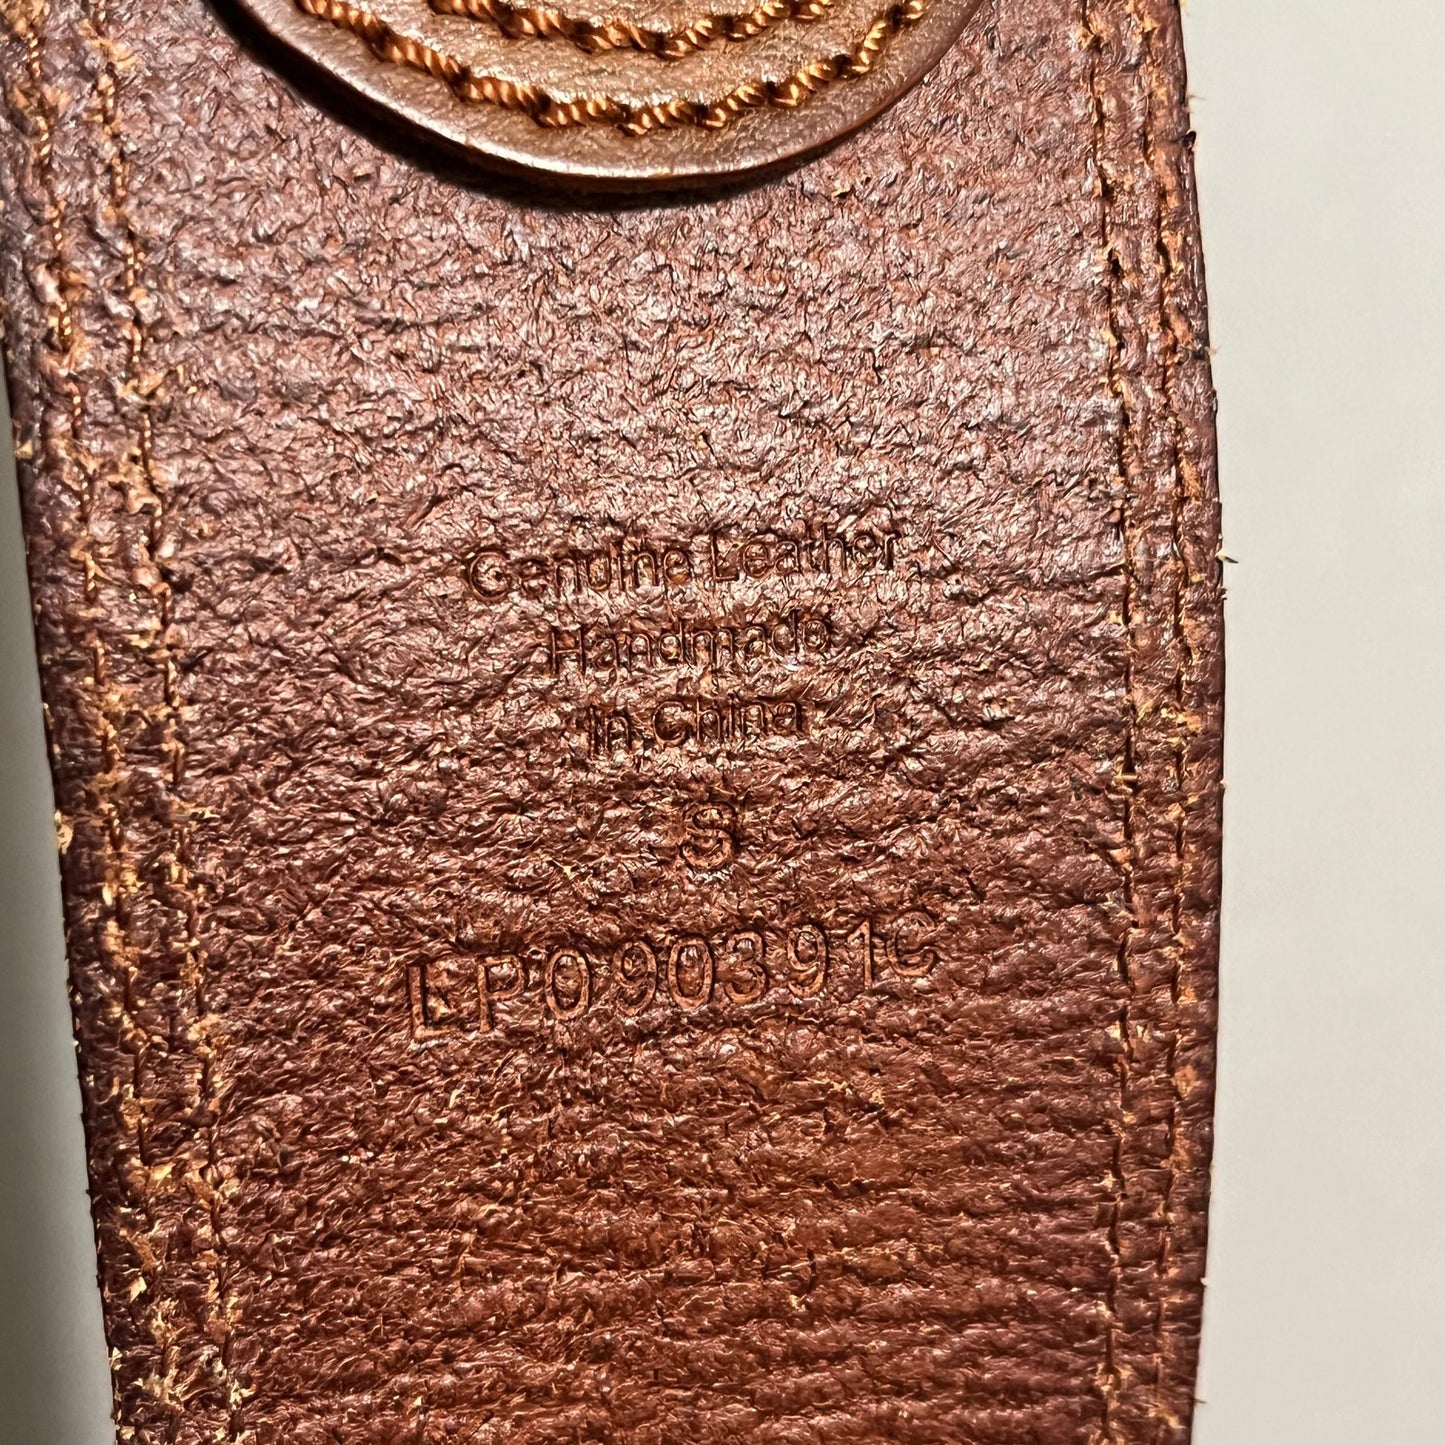 Genuine Leather
Handmade
in China
S
LP090391C